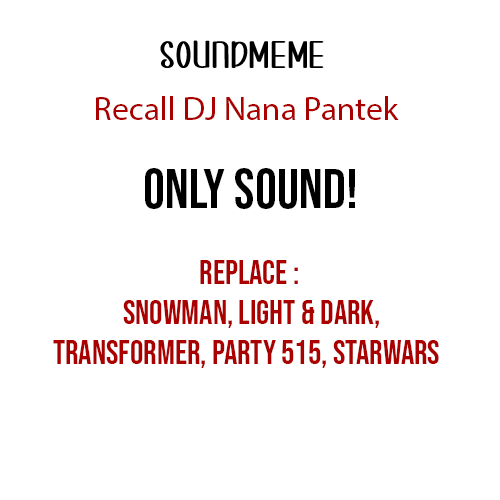 SOUNDMEME
Recall DJ Nana Pantek
ONLY SOUND!
REPLACE :
SNOWMAN, LIGHT & DARK,
TRANSFORMER, PARTY 515, STARWARS